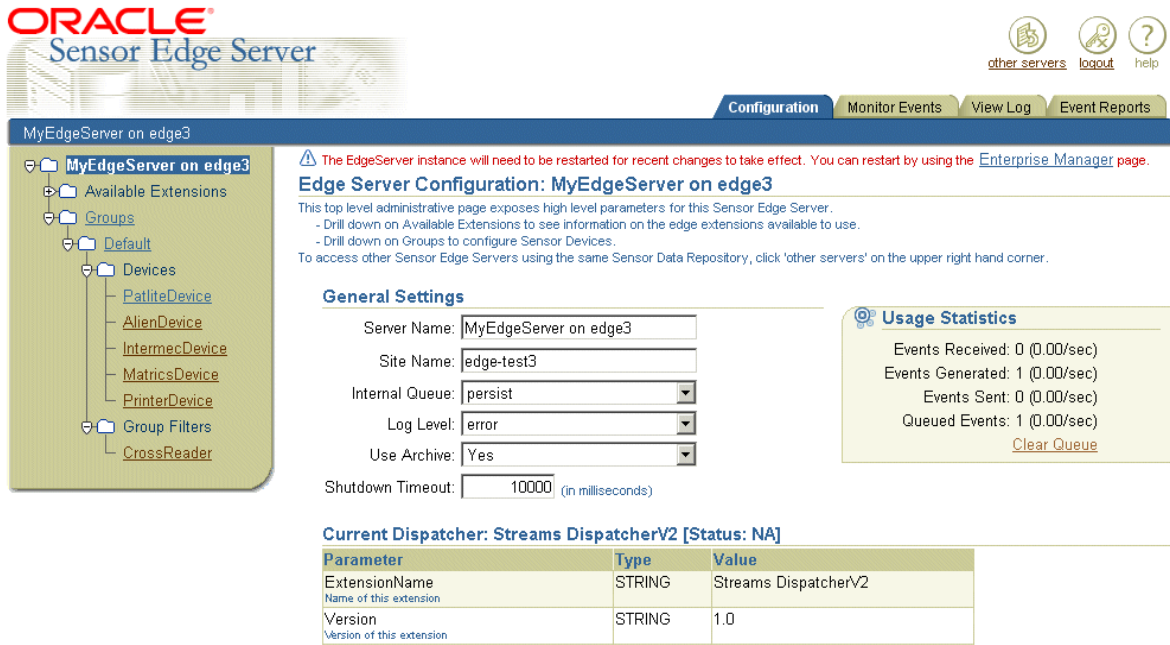 ORACLE
Sensor Edge Server
other servers
logout
help
Configuration
Monitor Events
View Log
Event Reports
MyEdgeServer on edge3
MyEdgeServer on edge3
Available Extensions
Groups
Default
Devices
PatliteDevice
AlienDevice
IntermecDevice
MatricsDevice
PrinterDevice
Group Filters
CrossReader
The EdgeServer instance will need to be restarted for recent changes to take effect. You can restart by using the Enterprise Manager page.
Edge Server Configuration: MyEdgeServer on edge3
This top level administrative page exposes high level parameters for this Sensor Edge Server.
- Drill down on Available Extensions to see information on the edge extensions available to use.
- Drill down on Groups to configure Sensor Devices.
To access other Sensor Edge Servers using the same Sensor Data Repository, click 'other servers' on the upper right hand corner.
General Settings
Server Name: MyEdgeServer on edge3
Site Name: edge-test3
Internal Queue: persist
Log Level: error
Use Archive: Yes
Shutdown Timeout: 10000 (in milliseconds)
Usage Statistics
Events Received: 0 (0.00/sec)
Events Generated: 1 (0.00/sec)
Events Sent: 0 (0.00/sec)
Queued Events: 1 (0.00/sec)
Clear Queue
Current Dispatcher: Streams DispatcherV2 [Status: NA]
Parameter Type Value
ExtensionName STRING Streams DispatcherV2
Name of this extension
Version STRING 1.0
Version of this extension